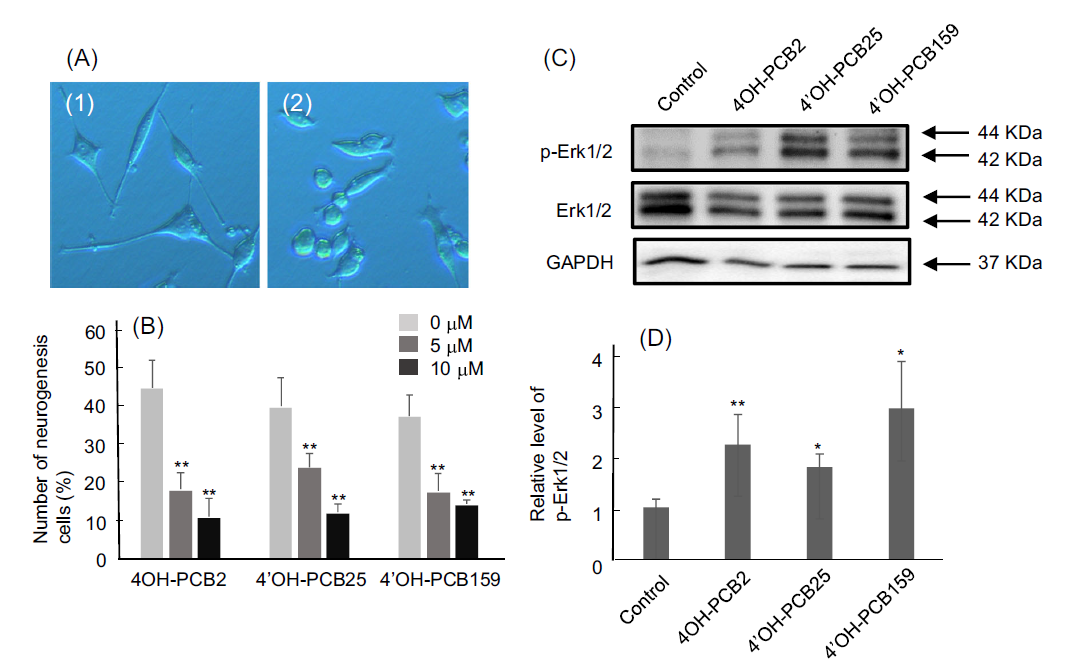 (A)
(1)
(2)
(B)
0 μM
5 μM
10 μM
Number of neurogenesis
cells (%)
60
50
40
30
20
10
0
** ** ** ** ** **
4OH-PCB2 4’OH-PCB25 4’OH-PCB159
(C)
Control 4OH-PCB2 4’OH-PCB25 4’OH-PCB159
p-Erk1/2 44 KDa
42 KDa
Erk1/2 44 KDa
42 KDa
GAPDH 37 KDa
(D)
Relative level of
p-Erk1/2
4
3
2
1
0
** * *
Control 4OH-PCB2 4’OH-PCB25 4’OH-PCB159